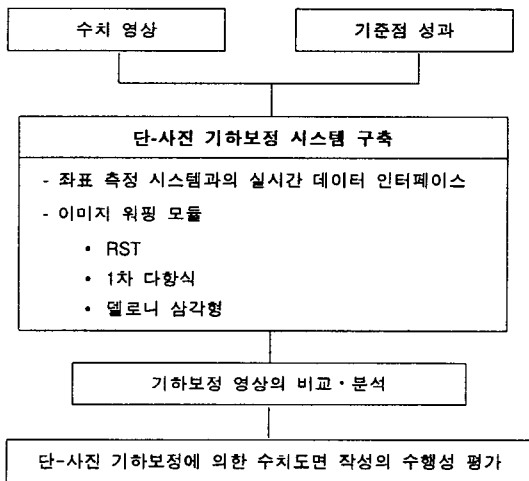 수치 영상
기준점 성과
단-사진 기하보정 시스템 구축
- 좌표 측정 시스템과의 실시간 데이터 인터페이스
- 이미지 워핑 모듈
• RST
• 1차 다항식
• 델로니 삼각형
기하보정 영상의 비교・분석
단-사진 기하보정에 의한 수치도면 작성의 수행성 평가